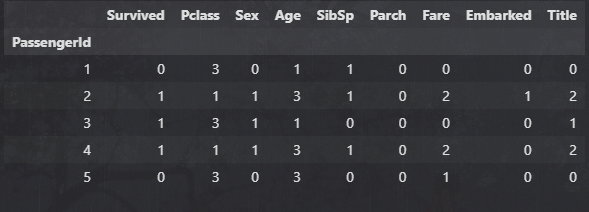 Survived Pclass Sex Age SibSp Parch Fare Embarked Title
PassengerId
1 0 3 0 1 1 0 0 0 0
2 1 1 1 3 1 0 2 1 2
3 1 3 1 1 0 0 0 0 1
4 1 1 1 3 1 0 2 0 2
5 0 3 0 3 0 0 1 0 0